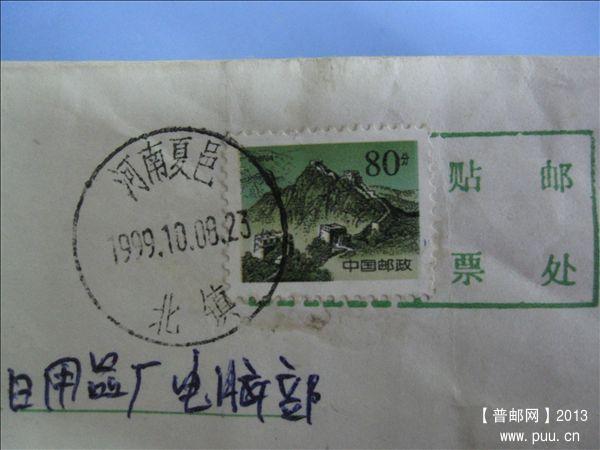 河南夏邑
1999.10.08.23
北镇
80分
中国邮政
贴 邮
票 处
日用品厂电脑部
【普邮网】2013
www.puu.cn